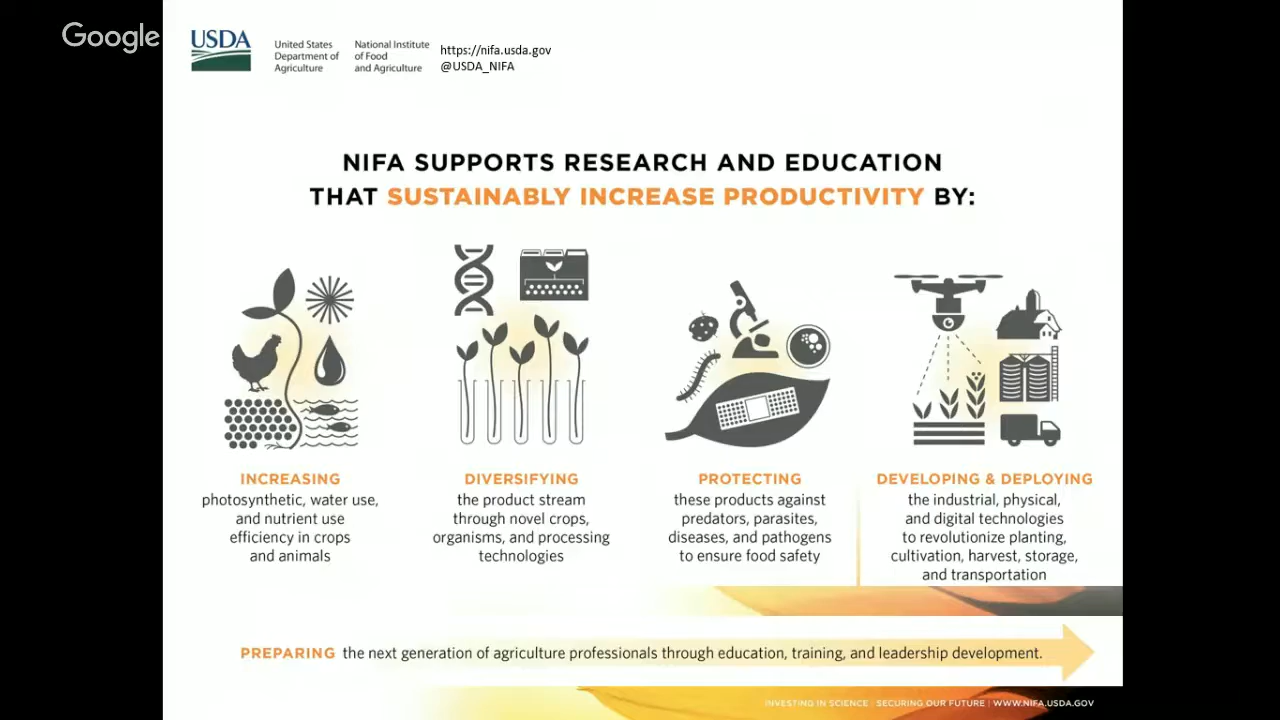 Google
USDA
United States
Department of
Agriculture
National Institute
of Food
and Agriculture
https://nifa.usda.gov
@USDA_NIFA
NIFA SUPPORTS RESEARCH AND EDUCATION
THAT SUSTAINABLY INCREASE PRODUCTIVITY BY:
INCREASING
photosynthetic, water use,
and nutrient use
efficiency in crops
and animals
DIVERSIFYING
the product stream
through novel crops,
organisms, and processing
technologies
PROTECTING
these products against
predators, parasites,
diseases, and pathogens
to ensure food safety
DEVELOPING & DEPLOYING
the industrial, physical,
and digital technologies
to revolutionize planting,
cultivation, harvest, storage,
and transportation
PREPARING the next generation of agriculture professionals through education, training, and leadership development.
INVESTING IN SCIENCE | SECURING OUR FUTURE | WWW.NIFA.USDA.GOV